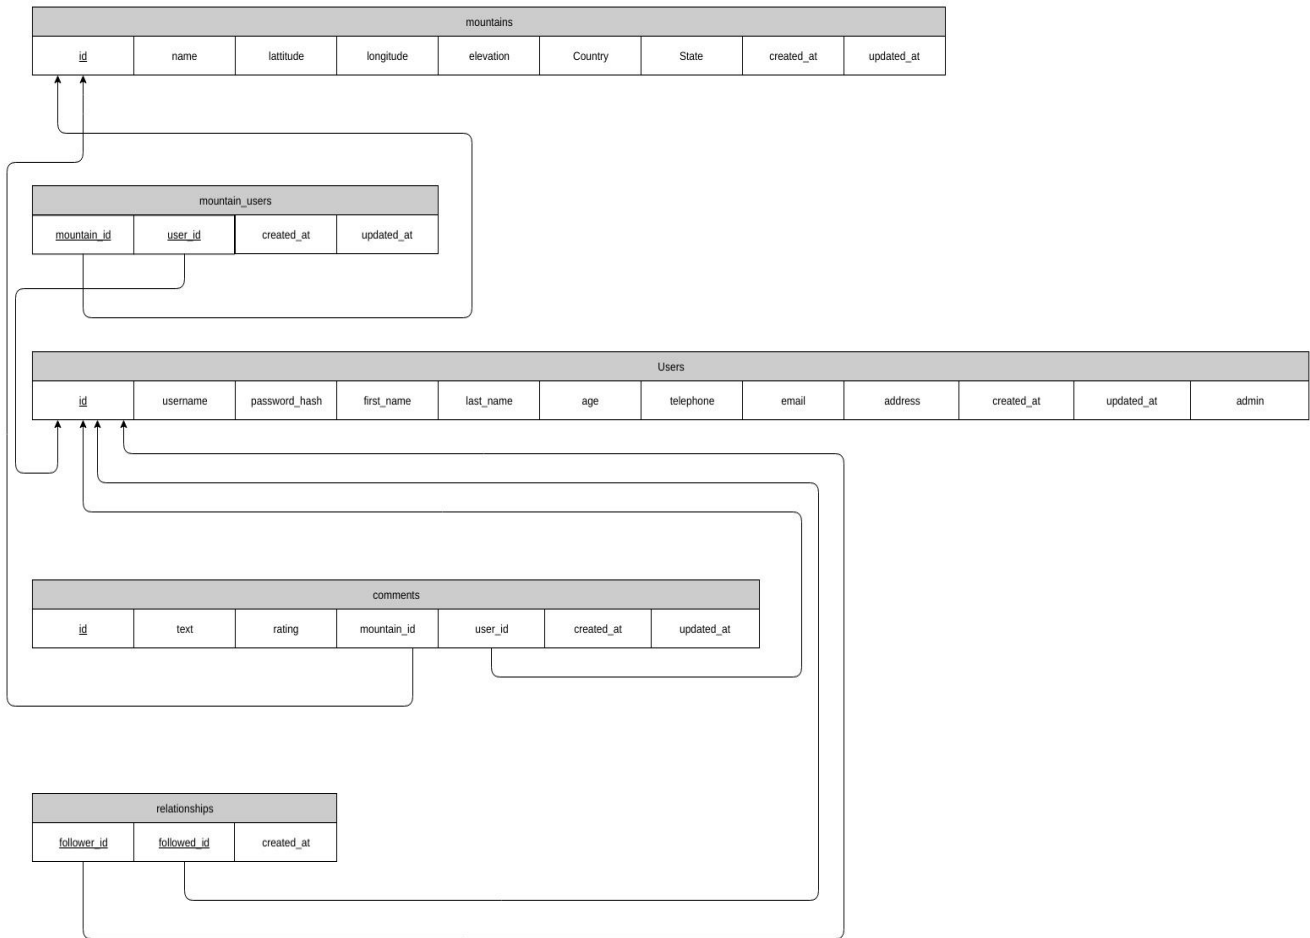 mountains
id name lattitude longitude elevation Country State created_at updated_at
mountain_users
mountain_id user_id created_at updated_at
Users
id username password_hash first_name last_name age telephone email address created_at updated_at admin
comments
id text rating mountain_id user_id created_at updated_at
relationships
follower_id followed_id created_at